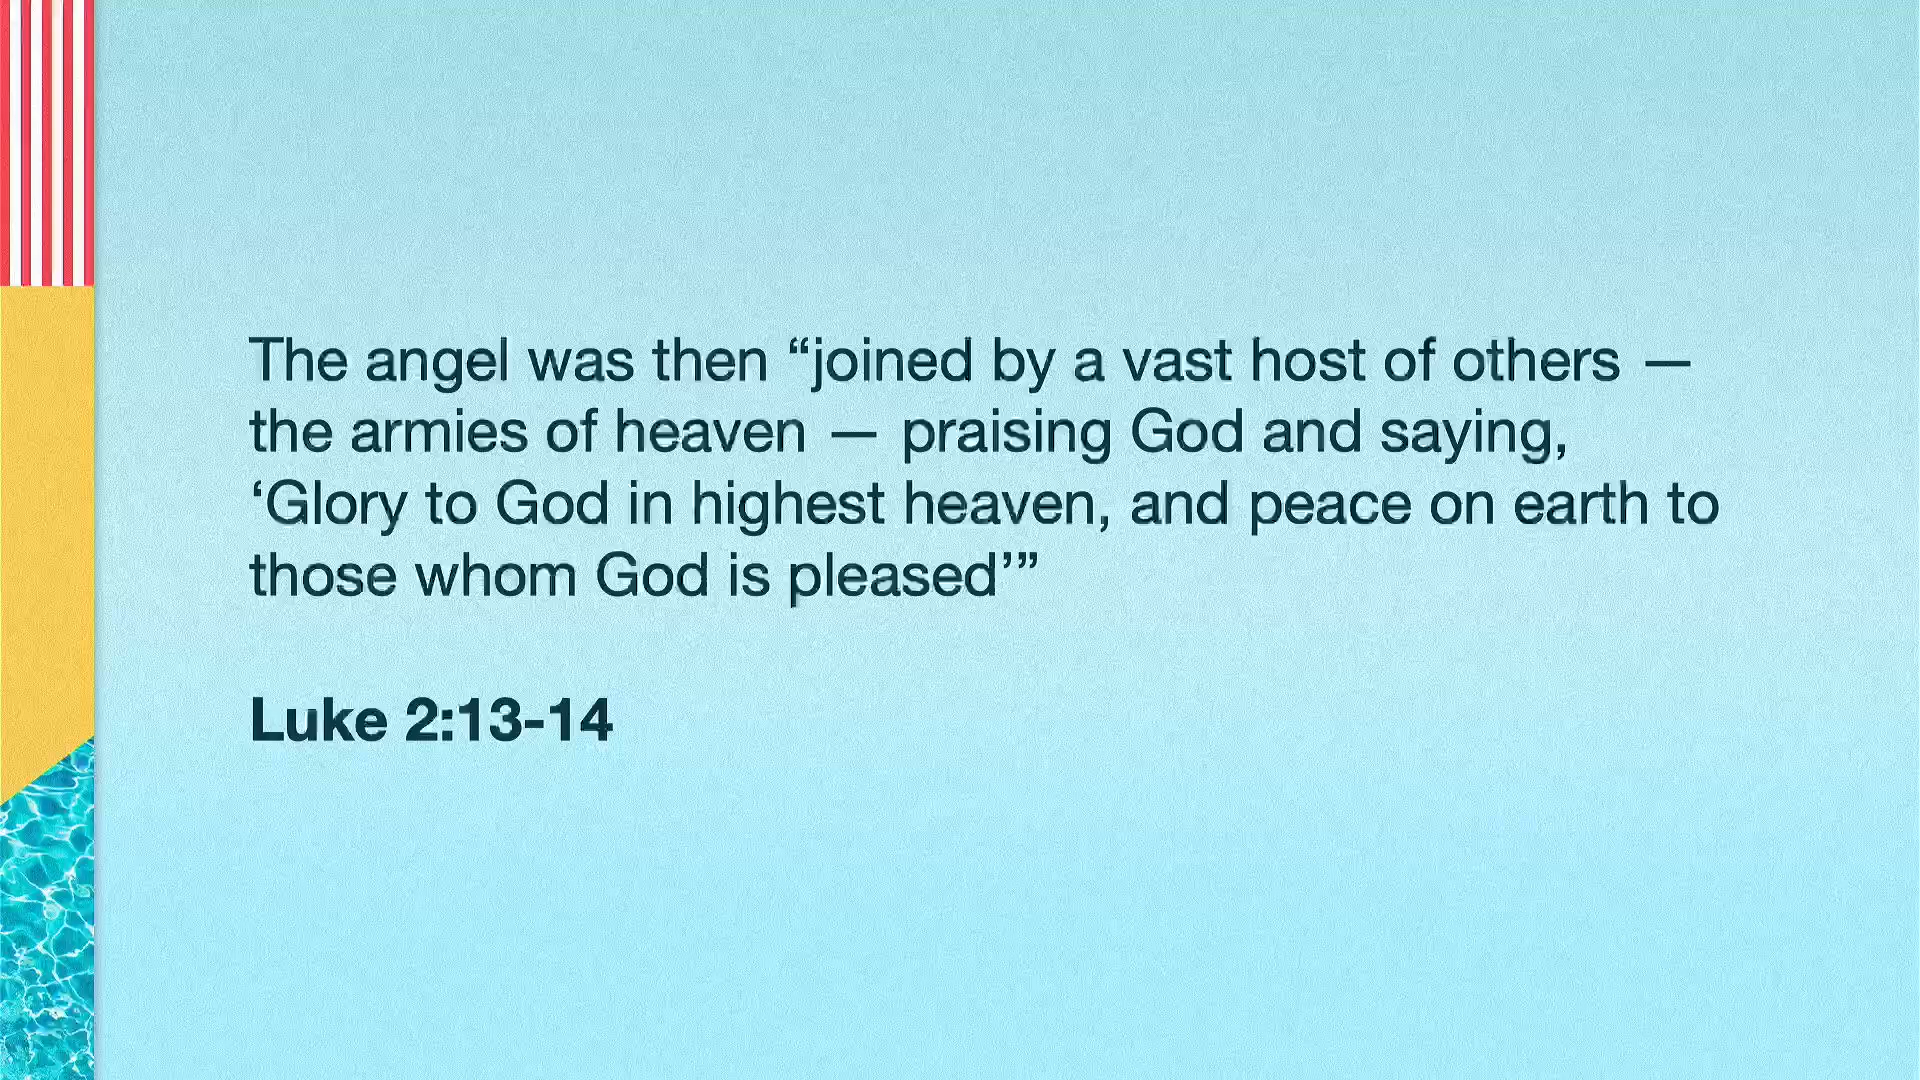 The angel was then “joined by a vast host of others —
the armies of heaven — praising God and saying,
‘Glory to God in highest heaven, and peace on earth to
those whom God is pleased’”
Luke 2:13-14